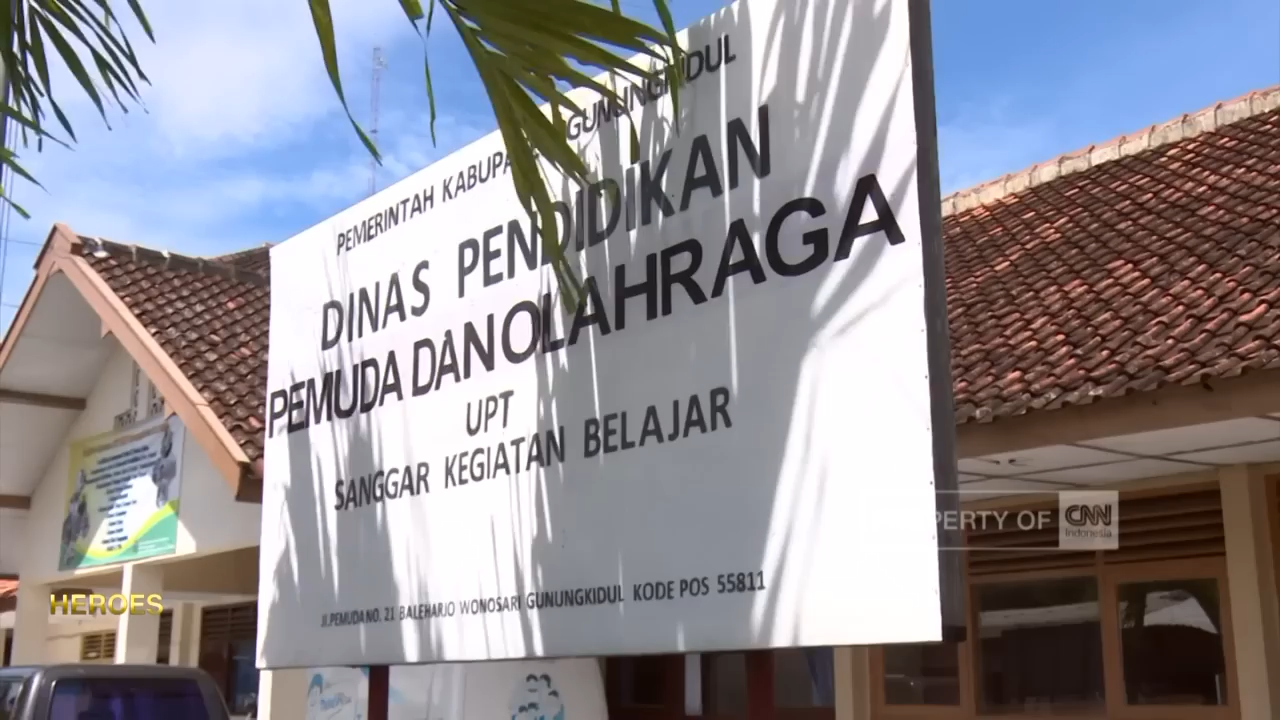 PEMERINTAH KABUPA GUNUNGKIDUL
DINAS PENDIDIKAN
PEMUDA DAN OLAHRAGA
UPT
SANGGAR KEGIATAN BELAJAR
Jl.PEMUDA NO. 21 BALEHARJO WONOSARI GUNUNGKIDUL KODE POS 55811
PERTY OF CNN
Indonesia
HEROES